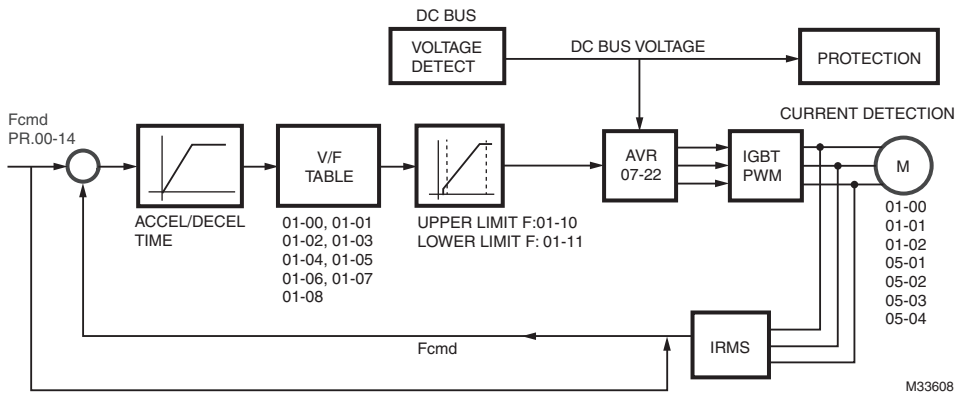 DC BUS
VOLTAGE
DETECT
DC BUS VOLTAGE
PROTECTION
Fcmd
PR.00-14
CURRENT DETECTION
V/F
TABLE
AVR
07-22
IGBT
PWM
M
ACCEL/DECEL
TIME
01-00, 01-01
01-02, 01-03
01-04, 01-05
01-06, 01-07
01-08
UPPER LIMIT F:01-10
LOWER LIMIT F: 01-11
01-00
01-01
01-02
05-01
05-02
05-03
05-04
Fcmd
IRMS
M33608